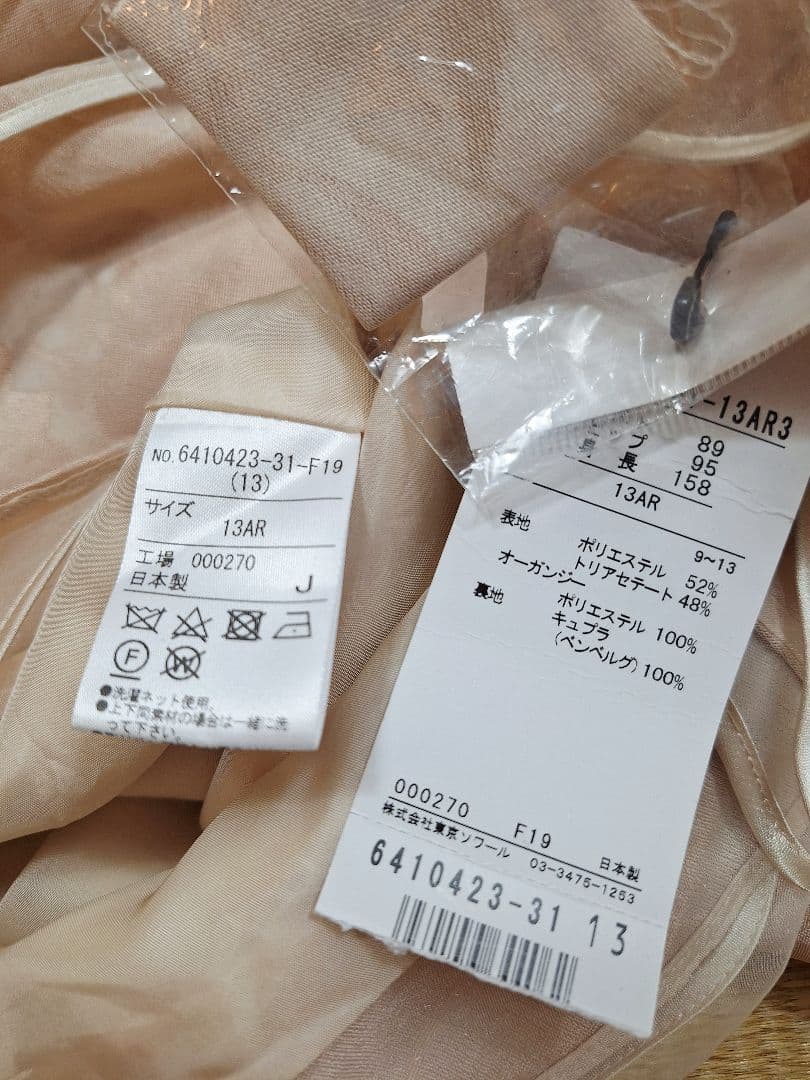 NO.6410423-31-F19
(13)
サイズ
13AR
工場 000270
日本製 J
F
W
●洗濯ネット使用。
●上下同素材の場合は一緒に洗
って下さい。
-13AR3
プ 89
95
長 158
13AR
9~13
表地
ポリエステル 52%
トリアセテート 48%
オーガンジー
ポリエステル 100%
裏地
キュプラ
(ベンベルグ) 100%
000270 F19 日本製
株式会社東京ソワール 03-3475-1253
6410423-31 13